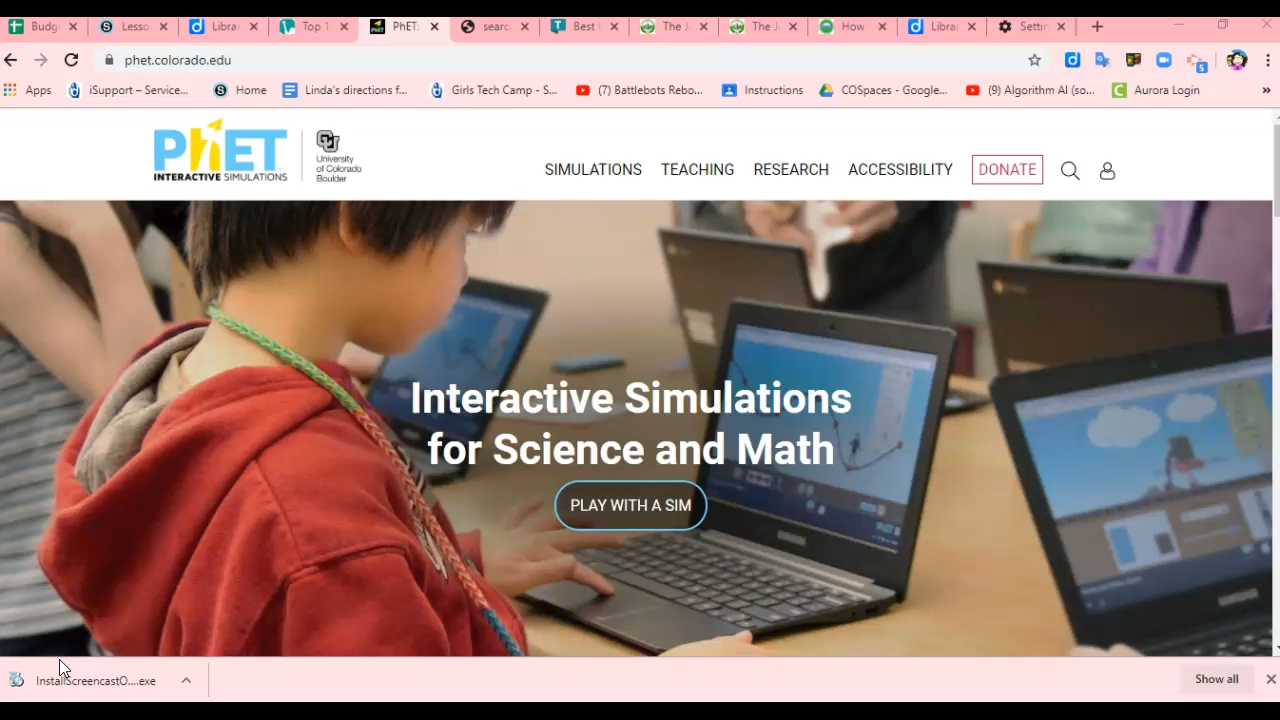 Budg
Lesso
Librar
Top 1
PhET:
searc
Best
The J
The J
How
Librar
Settin
phet.colorado.edu
5
Apps
iSupport – Service...
Home
Linda's directions f...
Girls Tech Camp - S...
(7) Battlebots Rebo...
Instructions
COSpaces - Google...
(9) Algorithm AI (so...
Aurora Login
»
PhET
INTERACTIVE SIMULATIONS
University
of Colorado
Boulder
SIMULATIONS
TEACHING
RESEARCH
ACCESSIBILITY
DONATE
Interactive Simulations
for Science and Math
PLAY WITH A SIM
InstallScreencastO....exe
Show all